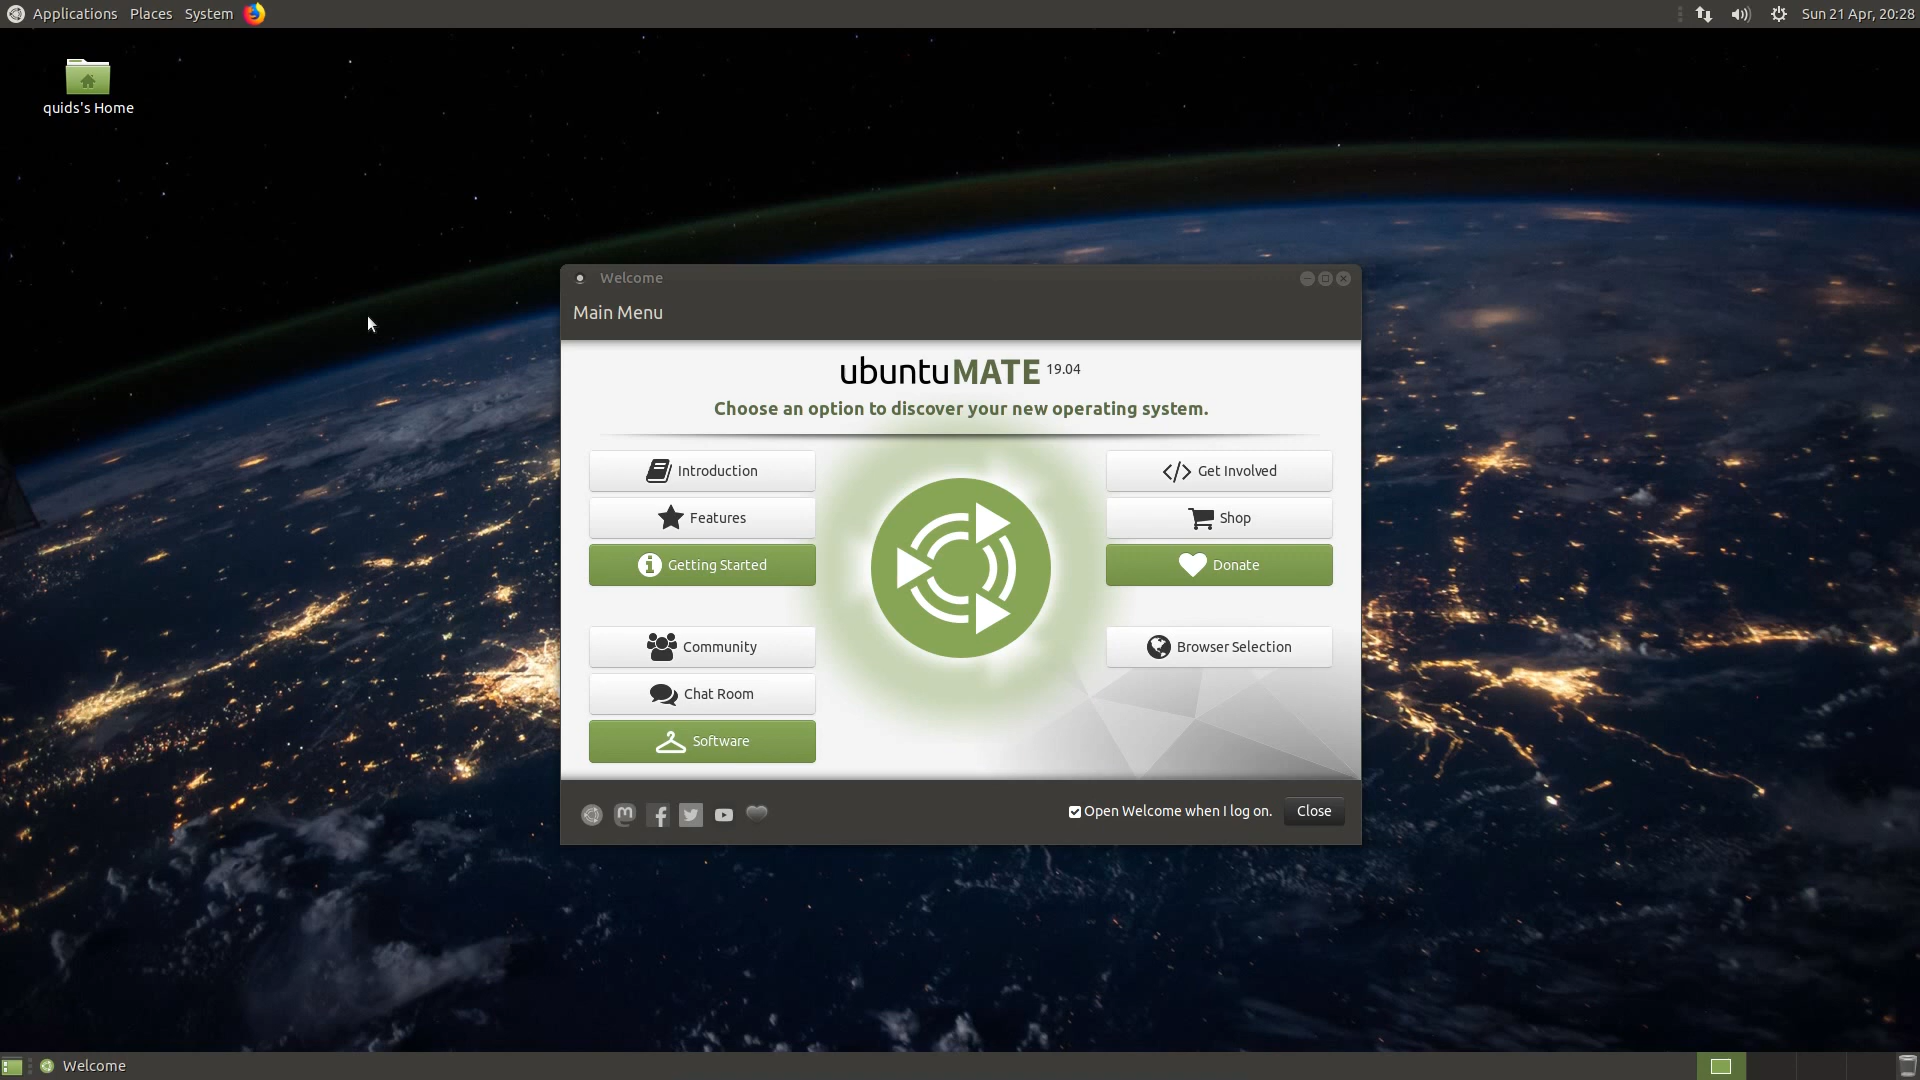 Applications Places System
Sun 21 Apr, 20:28
quids's Home
Welcome
Main Menu
ubuntu MATE 19.04
Choose an option to discover your new operating system.
Introduction
Features
Getting Started
Community
Chat Room
Software
Get Involved
Shop
Donate
Browser Selection
Open Welcome when I log on.
Close
Welcome